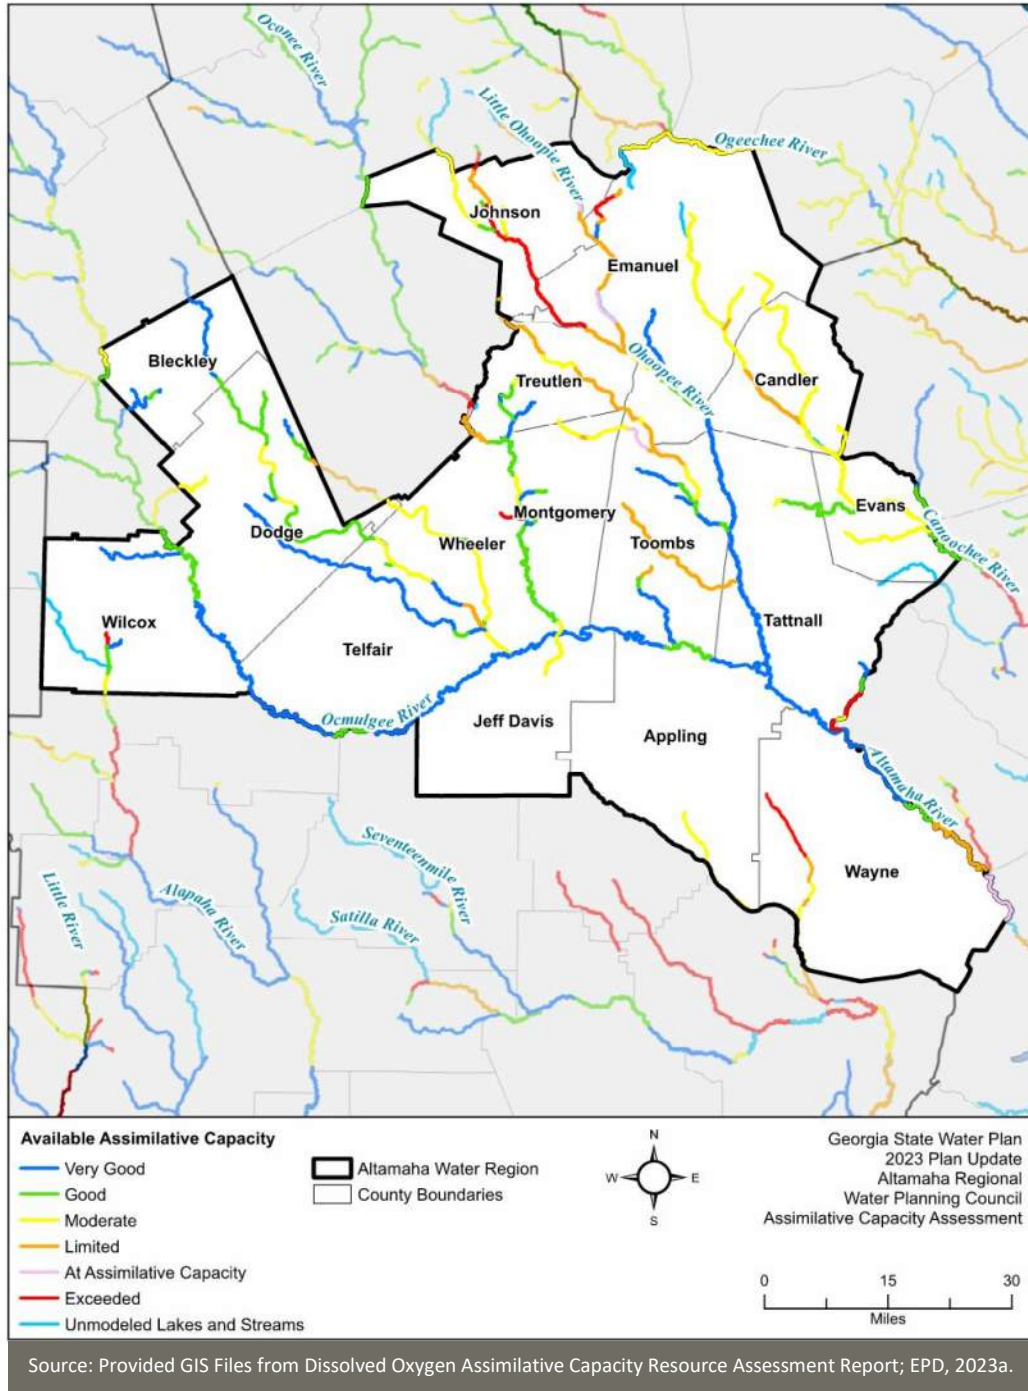 Oconee River
Little Ohoopie River
Ogeechee River
Johnson
Emanuel
Bleckley
Ohoopee River
Treutlen
Candler
Evans
Montgomery
Dodge
Wheeler
Toombs
Canoochee River
Wilcox
Tattnall
Telfair
Ocmulgee River
Jeff Davis
Appling
Altamaha River
Seventeenmile River
Wayne
Little River
Alapaha River
Satilla River
Available Assimilative Capacity
Very Good
Good
Moderate
Limited
At Assimilative Capacity
Exceeded
Unmodeled Lakes and Streams
Altamaha Water Region
County Boundaries
N
W E
S
Georgia State Water Plan
2023 Plan Update
Altamaha Regional
Water Planning Council
Assimilative Capacity Assessment
0 15 30
Miles
Source: Provided GIS Files from Dissolved Oxygen Assimilative Capacity Resource Assessment Report; EPD, 2023a.